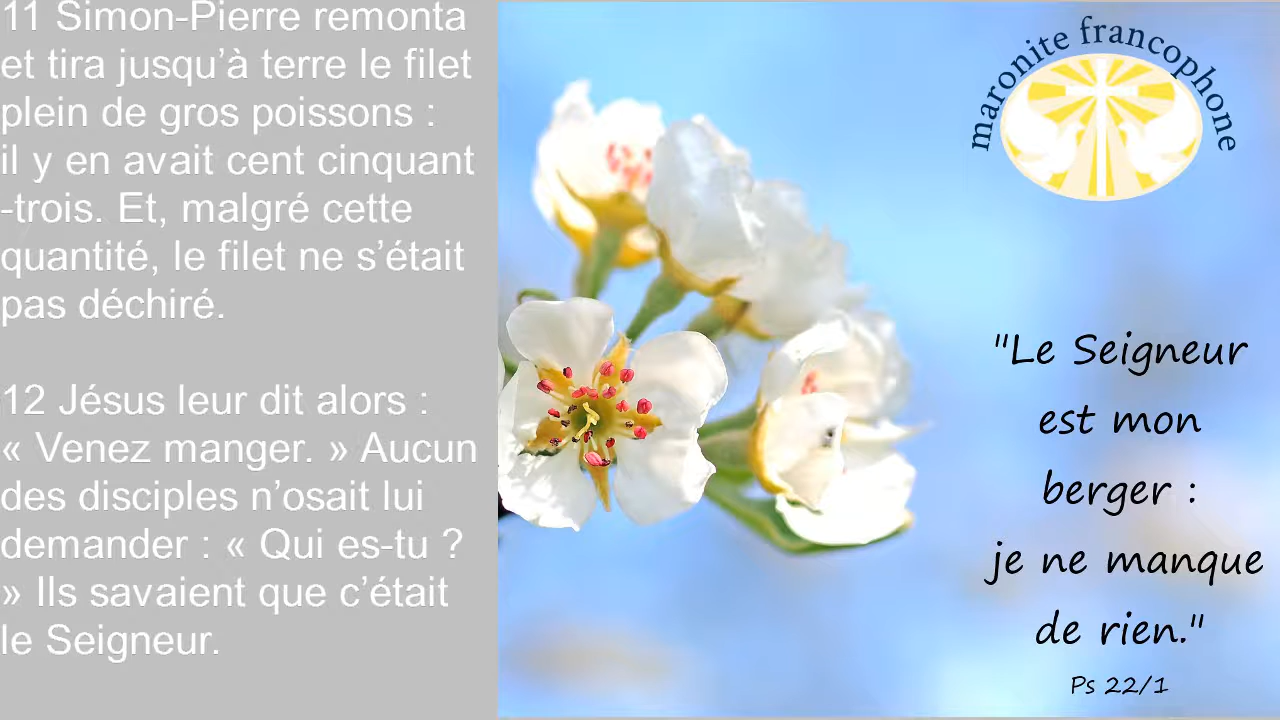 11 Simon-Pierre remonta
et tira jusqu’à terre le filet
plein de gros poissons :
il y en avait cent cinquant
-trois. Et, malgré cette
quantité, le filet ne s’était
pas déchiré.
12 Jésus leur dit alors :
« Venez manger. » Aucun
des disciples n’osait lui
demander : « Qui es-tu ?
» Ils savaient que c’était
le Seigneur.
maronite francophone
"Le Seigneur
est mon
berger :
je ne manque
de rien."
Ps 22/1